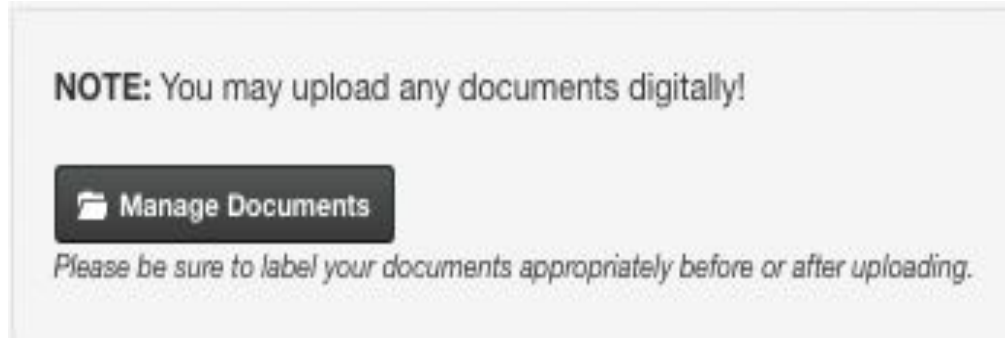 NOTE: You may upload any documents digitally!
Manage Documents
Please be sure to label your documents appropriately before or after uploading.